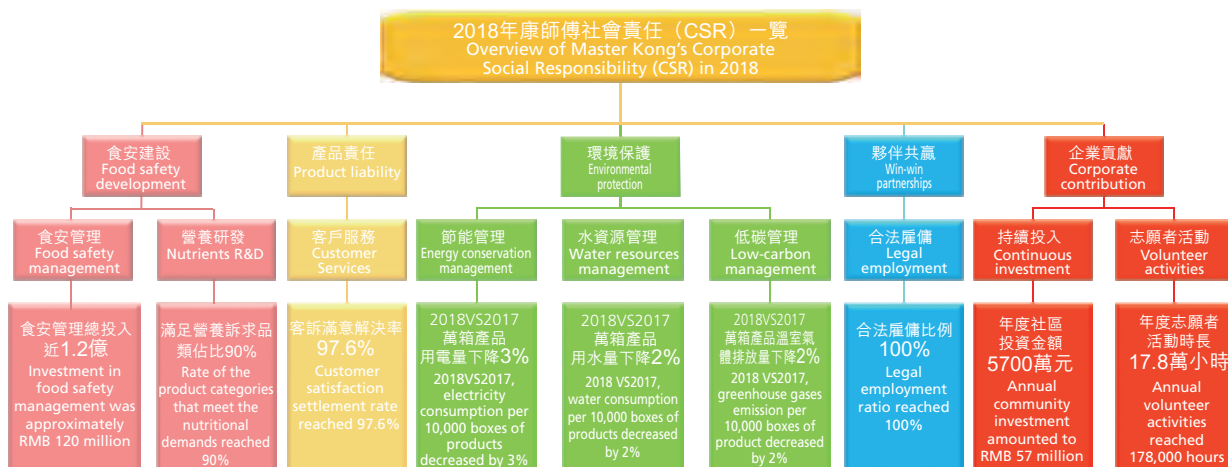 2018年康師傅社會責任（CSR）一覽
Overview of Master Kong's Corporate
Social Responsibility (CSR) in 2018
食安建設
Food safety
development
產品責任
Product liability
環境保護
Environmental
protection
夥伴共贏
Win-win
partnerships
企業貢獻
Corporate
contribution
食安管理
Food safety
management
營養研發
Nutrients R&D
客戶服務
Customer
Services
節能管理
Energy conservation
management
水資源管理
Water resources
management
低碳管理
Low-carbon
management
合法雇傭
Legal
employment
持續投入
Continuous
investment
志願者活動
Volunteer
activities
食安管理總投入
近1.2億
Investment in
food safety
management was
approximately
RMB 120 million
滿足營養訴求品
類佔比90%
Rate of the
product categories
that meet the
nutritional
demands reached
90%
客訴滿意解決率
97.6%
Customer
satisfaction
settlement rate
reached 97.6%
2018VS2017
萬箱產品
用電量下降3%
2018VS2017,
electricity
consumption per
10,000 boxes of
products
decreased by 3%
2018VS2017
萬箱產品
用水量下降2%
2018 VS2017,
water consumption
per 10,000 boxes of
products decreased
by 2%
2018VS2017
萬箱產品溫室氣
體排放量下降2%
2018 VS2017,
greenhouse gases
emission per
10,000 boxes of
product decreased
by 2%
合法雇傭比例
100%
Legal
employment
ratio reached
100%
年度社區
投資金額
5700萬元
Annual
community
investment
amounted to
RMB 57 million
年度志願者
活動時長
17.8萬小時
Annual
volunteer
activities
reached
178,000 hours